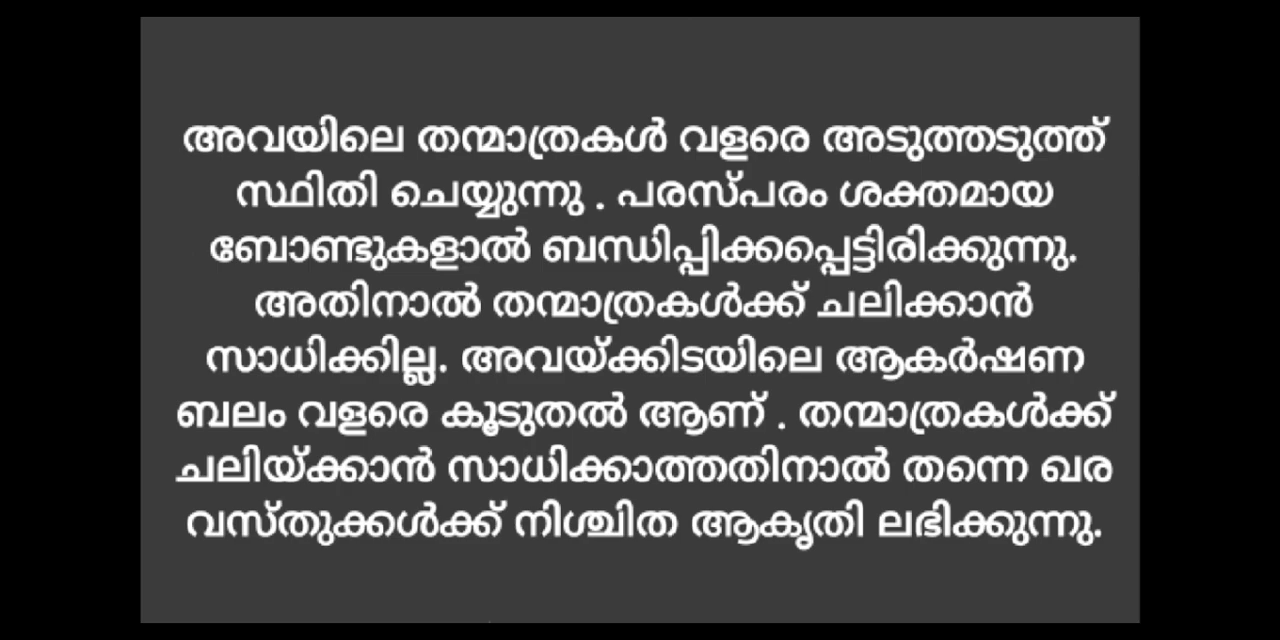 അവയിലെ തന്മാത്രകൾ വളരെ അടുത്തടുത്ത്
സ്ഥിതി ചെയ്യുന്നു . പരസ്പരം ശക്തമായ
ബോണ്ടുകളാൽ ബന്ധിപ്പിക്കപ്പെട്ടിരിക്കുന്നു.
അതിനാൽ തന്മാത്രകൾക്ക് ചലിക്കാൻ
സാധിക്കില്ല. അവയ്ക്കിടയിലെ ആകർഷണ
ബലം വളരെ കൂടുതൽ ആണ് . തന്മാത്രകൾക്ക്
ചലിയ്ക്കാൻ സാധിക്കാത്തതിനാൽ തന്നെ ഖര
വസ്തുക്കൾക്ക് നിശ്ചിത ആകൃതി ലഭിക്കുന്നു.